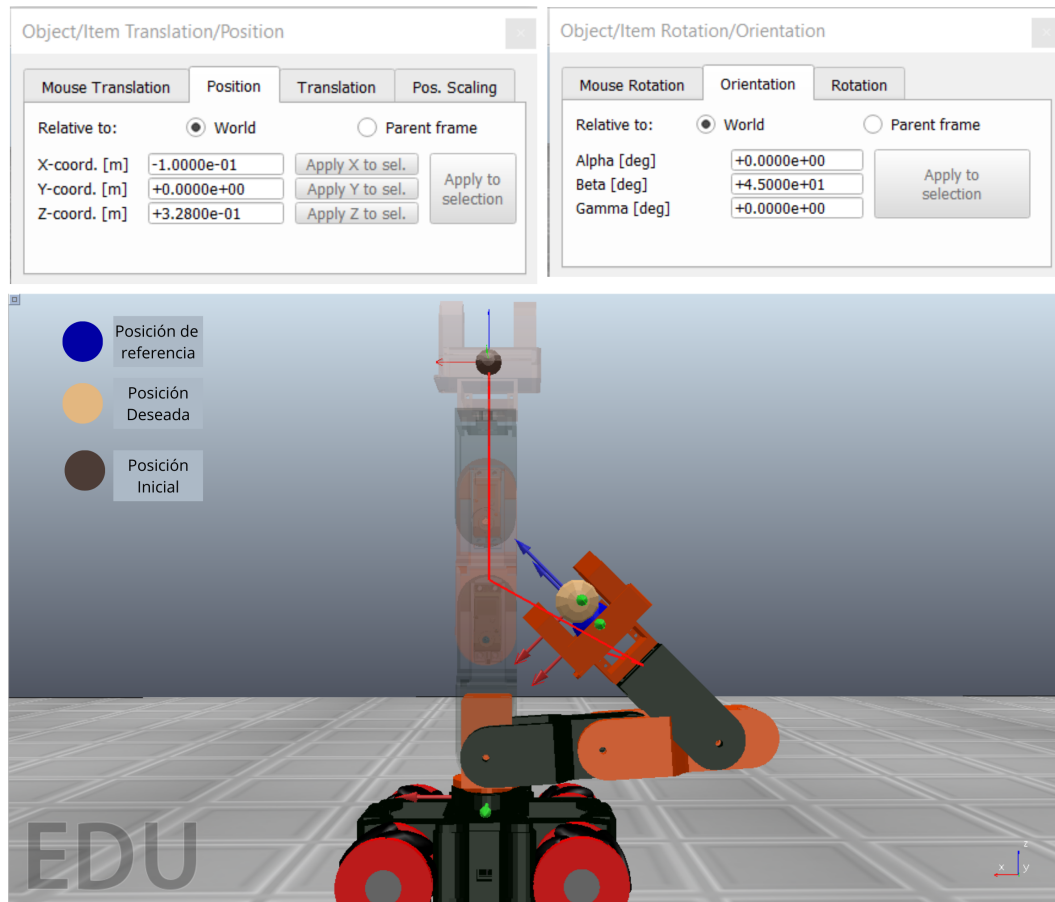 Object/Item Translation/Position
Mouse Translation Position Translation Pos. Scaling
Relative to: World Parent frame
X-coord. [m] -1.0000e-01 Apply X to sel.
Y-coord. [m] +0.0000e+00 Apply Y to sel.
Z-coord. [m] +3.2800e-01 Apply Z to sel.
Apply to
selection
Object/Item Rotation/Orientation
Mouse Rotation Orientation Rotation
Relative to: World Parent frame
Alpha [deg] +0.0000e+00
Beta [deg] +4.5000e+01
Gamma [deg] +0.0000e+00
Apply to
selection
Posición de
referencia
Posición
Deseada
Posición
Inicial
EDU
z
x y